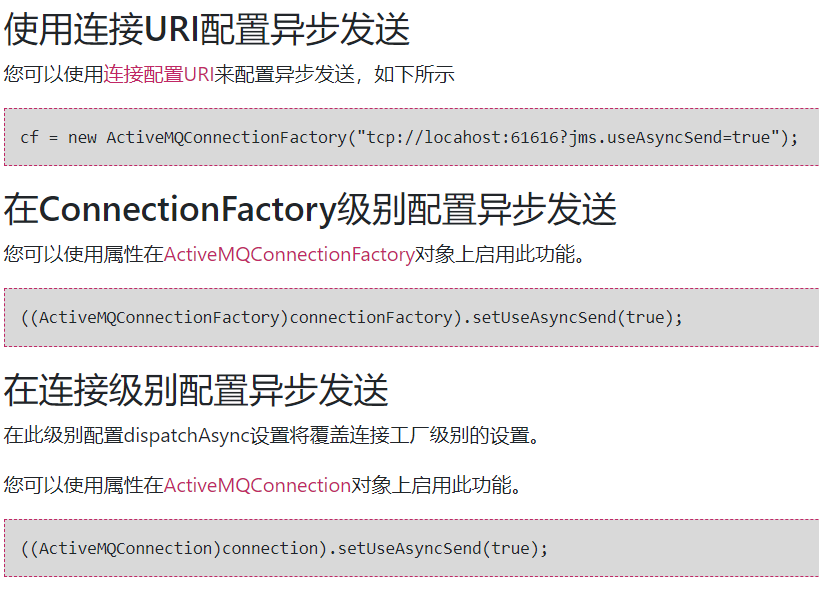 使用连接URI配置异步发送
您可以使用连接配置URI来配置异步发送，如下所示
cf = new ActiveMQConnectionFactory("tcp://locahost:61616?jms.useAsyncSend=true");
在ConnectionFactory级别配置异步发送
您可以使用属性在ActiveMQConnectionFactory对象上启用此功能。
((ActiveMQConnectionFactory)connectionFactory).setUseAsyncSend(true);
在连接级别配置异步发送
在此级别配置dispatchAsync设置将覆盖连接工厂级别的设置。
您可以使用属性在ActiveMQConnection对象上启用此功能。
((ActiveMQConnection)connection).setUseAsyncSend(true);